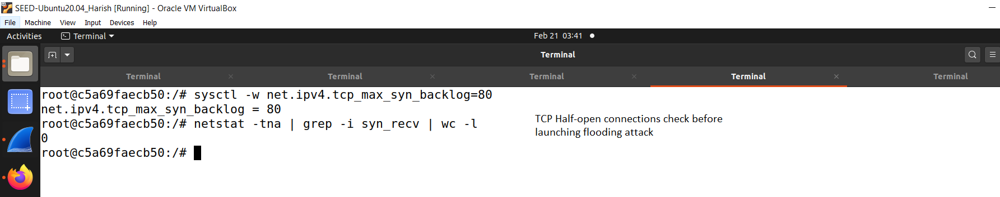 SEED-Ubuntu20.04_Harish [Running] - Oracle VM VirtualBox
File Machine View Input Devices Help
Activities Terminal Feb 21 03:41
Terminal
Terminal × Terminal × Terminal × Terminal × Terminal
root@c5a69faecb50:/# sysctl -w net.ipv4.tcp_max_syn_backlog=80
net.ipv4.tcp_max_syn_backlog = 80
root@c5a69faecb50:/# netstat -tna | grep -i syn_recv | wc -l
0
root@c5a69faecb50:/#
TCP Half-open connections check before
launching flooding attack